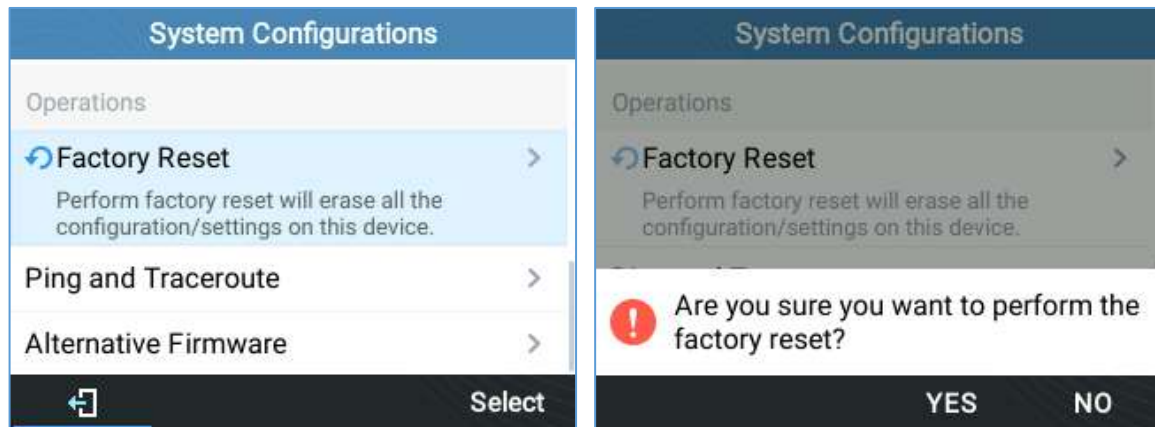 System Configurations
Operations
Factory Reset
Perform factory reset will erase all the
configuration/settings on this device.
Ping and Traceroute
Alternative Firmware
Select
System Configurations
Operations
Factory Reset
Perform factory reset will erase all the
configuration/settings on this device.
Are you sure you want to perform the
factory reset?
YES NO